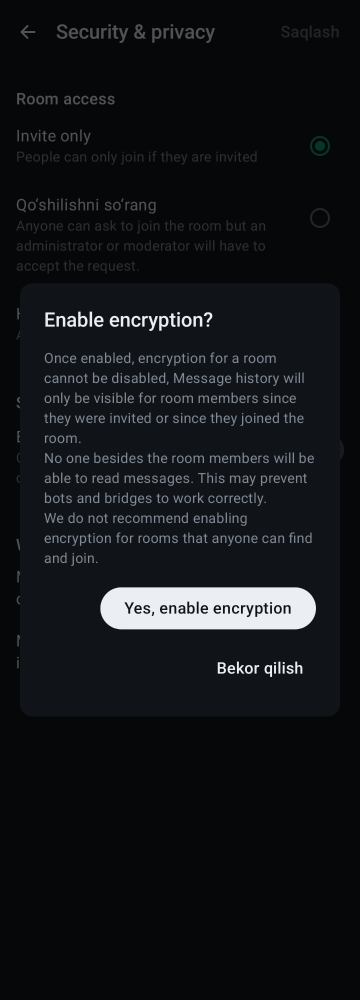 Security & privacy
Saqlash
Room access
Invite only
People can only join if they are invited
Qo‘shilishni so‘rang
Anyone can ask to join the room but an
administrator or moderator will have to
accept the request.
Enable encryption?
Once enabled, encryption for a room
cannot be disabled, Message history will
only be visible for room members since
they were invited or since they joined the
room.
No one besides the room members will be
able to read messages. This may prevent
bots and bridges to work correctly.
We do not recommend enabling
encryption for rooms that anyone can find
and join.
Yes, enable encryption
Bekor qilish